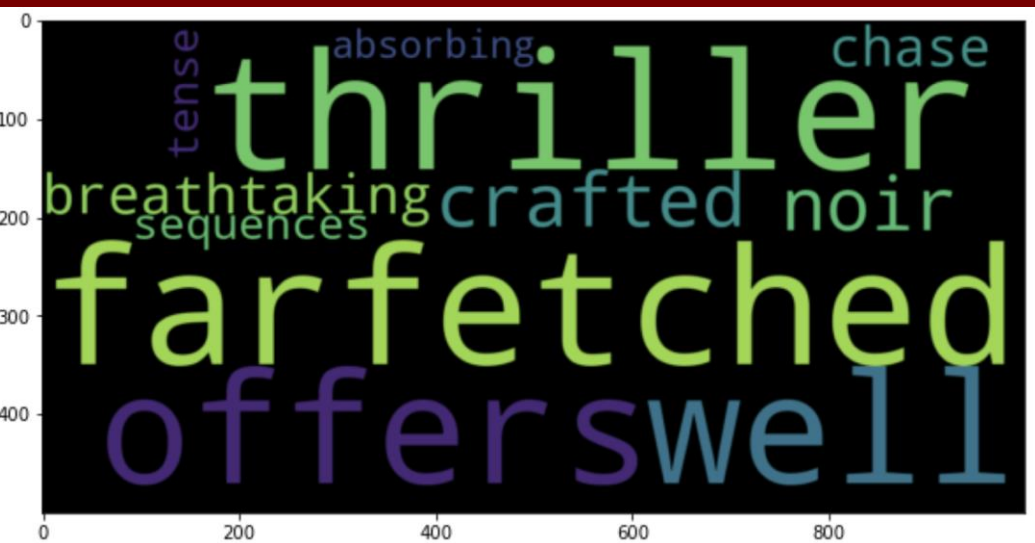 0
100
200
300
400
tense
absorbing
chase
thriller
breathtaking
crafted
noir
sequences
farfetched
offers
well
0 200 400 600 800